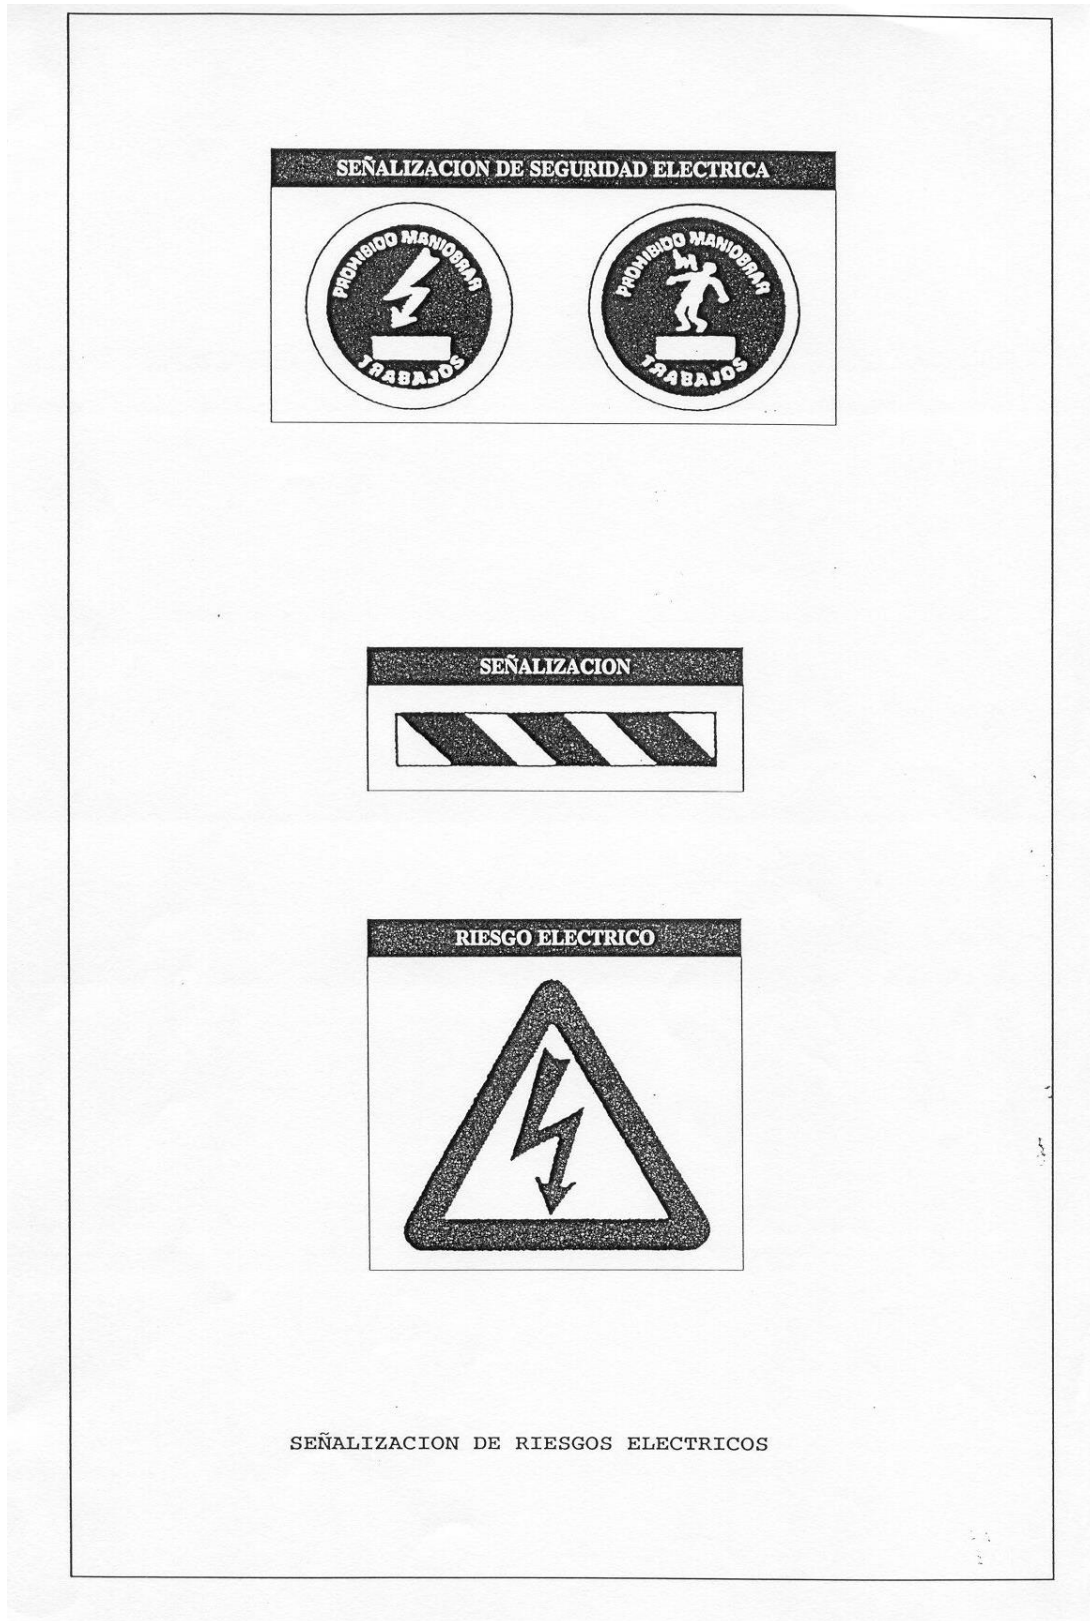 SEÑALIZACION DE SEGURIDAD ELECTRICA
PROHIBIDO MANIOBRAR
TRABAJOS
PROHIBIDO MANIOBRAR
TRABAJOS
SEÑALIZACION
RIESGO ELECTRICO
SEÑALIZACION DE RIESGOS ELECTRICOS